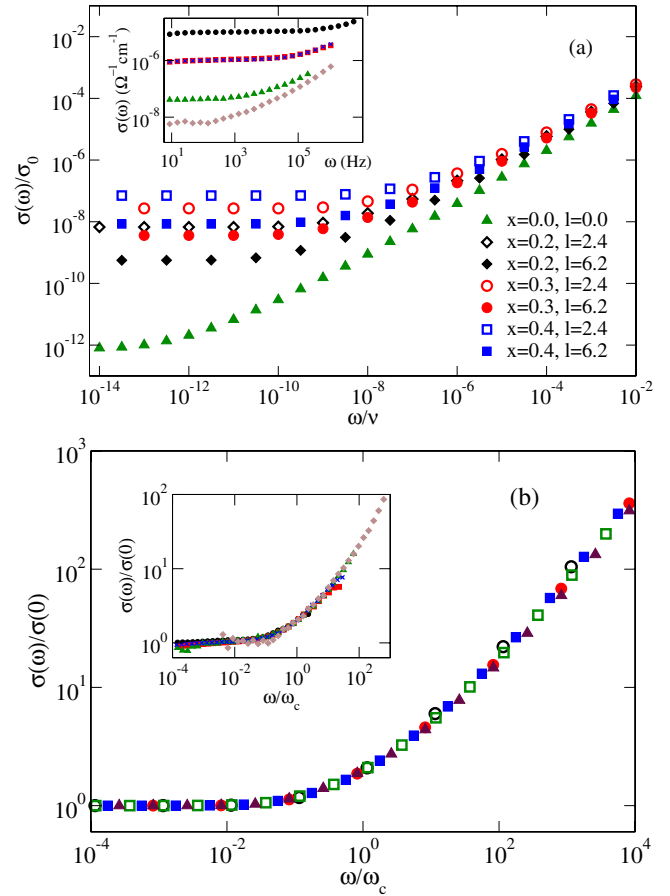 (a)
σ(ω)/σ₀
10⁰
10⁻²
10⁻⁴
10⁻⁶
10⁻⁸
10⁻¹⁰
10⁻¹²
σ(ω) (Ω⁻¹cm⁻¹)
10⁻⁶
10⁻⁸
10¹
10³
10⁵
ω (Hz)
x=0.0, l=0.0
x=0.2, l=2.4
x=0.2, l=6.2
x=0.3, l=2.4
x=0.3, l=6.2
x=0.4, l=2.4
x=0.4, l=6.2
10⁻¹⁴ 10⁻¹² 10⁻¹⁰ 10⁻⁸ 10⁻⁶ 10⁻⁴ 10⁻²
ω/ν
(b)
σ(ω)/σ(0)
10³
10²
10¹
10⁰
σ(ω)/σ(0)
10²
10¹
10⁰
10⁻⁴ 10⁻² 10⁰ 10²
ω/ω_c
10⁻⁴ 10⁻² 10⁰ 10² 10⁴
ω/ω_c